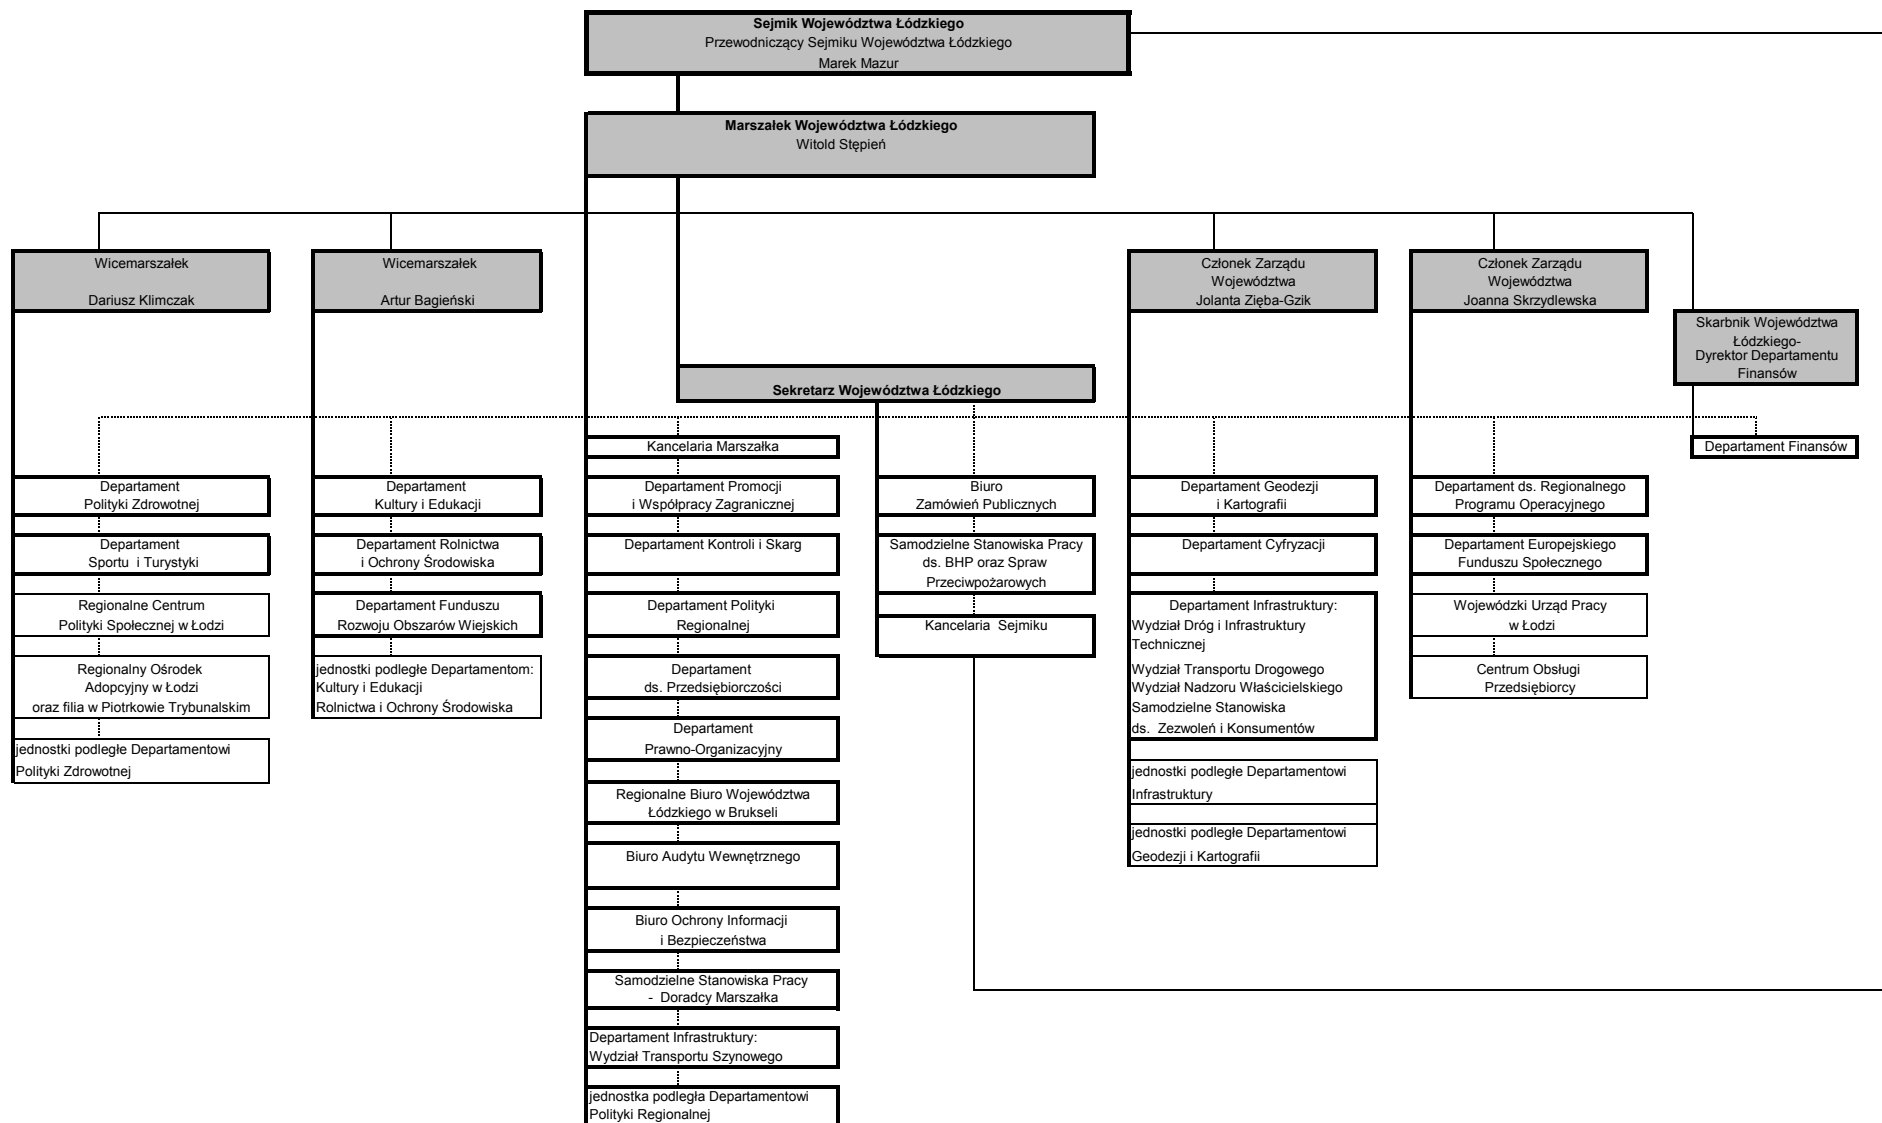 Sejmik Województwa Łódzkiego
Przewodniczący Sejmiku Województwa Łódzkiego
Marek Mazur
Marszałek Województwa Łódzkiego
Witold Stępień
Wicemarszałek
Dariusz Klimczak
Wicemarszałek
Artur Bagieński
Członek Zarządu
Województwa
Jolanta Zięba-Gzik
Członek Zarządu
Województwa
Joanna Skrzydlewska
Skarbnik Województwa
Łódzkiego-
Dyrektor Departamentu
Finansów
Sekretarz Województwa Łódzkiego
Departament
Polityki Zdrowotnej
Departament
Sportu i Turystyki
Regionalne Centrum
Polityki Społecznej w Łodzi
Regionalny Ośrodek
Adopcyjny w Łodzi
oraz filia w Piotrkowie Trybunalskim
jednostki podległe Departamentowi
Polityki Zdrowotnej
Departament
Kultury i Edukacji
Departament Rolnictwa
i Ochrony Środowiska
Departament Funduszu
Rozwoju Obszarów Wiejskich
jednostki podległe Departamentom:
Kultury i Edukacji
Rolnictwa i Ochrony Środowiska
Kancelaria Marszałka
Departament Promocji
i Współpracy Zagranicznej
Departament Kontroli i Skarg
Departament Polityki
Regionalnej
Departament
ds. Przedsiębiorczości
Departament
Prawno-Organizacyjny
Regionalne Biuro Województwa
Łódzkiego w Brukseli
Biuro Audytu Wewnętrznego
Biuro Ochrony Informacji
i Bezpieczeństwa
Samodzielne Stanowiska Pracy
- Doradcy Marszałka
Departament Infrastruktury:
Wydział Transportu Szynowego
jednostka podległa Departamentowi
Polityki Regionalnej
Biuro
Zamówień Publicznych
Samodzielne Stanowiska Pracy
ds. BHP oraz Spraw
Przeciwpożarowych
Kancelaria Sejmiku
Departament Geodezji
i Kartografii
Departament Cyfryzacji
Departament Infrastruktury:
Wydział Dróg i Infrastruktury
Technicznej
Wydział Transportu Drogowego
Wydział Nadzoru Właścicielskiego
Samodzielne Stanowiska
ds. Zezwoleń i Konsumentów
jednostki podległe Departamentowi
Infrastruktury
jednostki podległe Departamentowi
Geodezji i Kartografii
Departament ds. Regionalnego
Programu Operacyjnego
Departament Europejskiego
Funduszu Społecznego
Wojewódzki Urząd Pracy
w Łodzi
Centrum Obsługi
Przedsiębiorcy
Departament Finansów